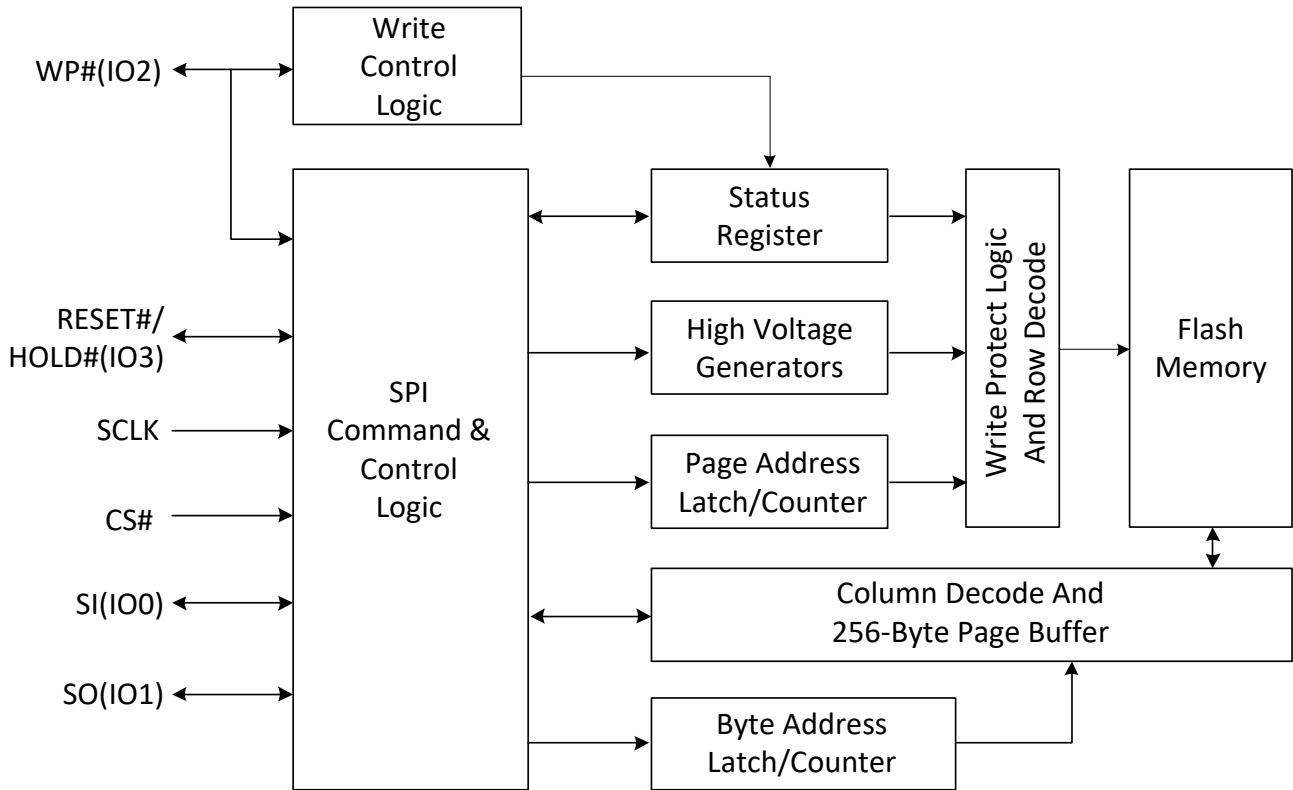 Write
Control
Logic
WP#(IO2)
RESET#/
HOLD#(IO3)
SCLK
CS#
SI(IO0)
SO(IO1)
SPI
Command &
Control
Logic
Status
Register
High Voltage
Generators
Page Address
Latch/Counter
Write Protect Logic
And Row Decode
Flash
Memory
Column Decode And
256-Byte Page Buffer
Byte Address
Latch/Counter